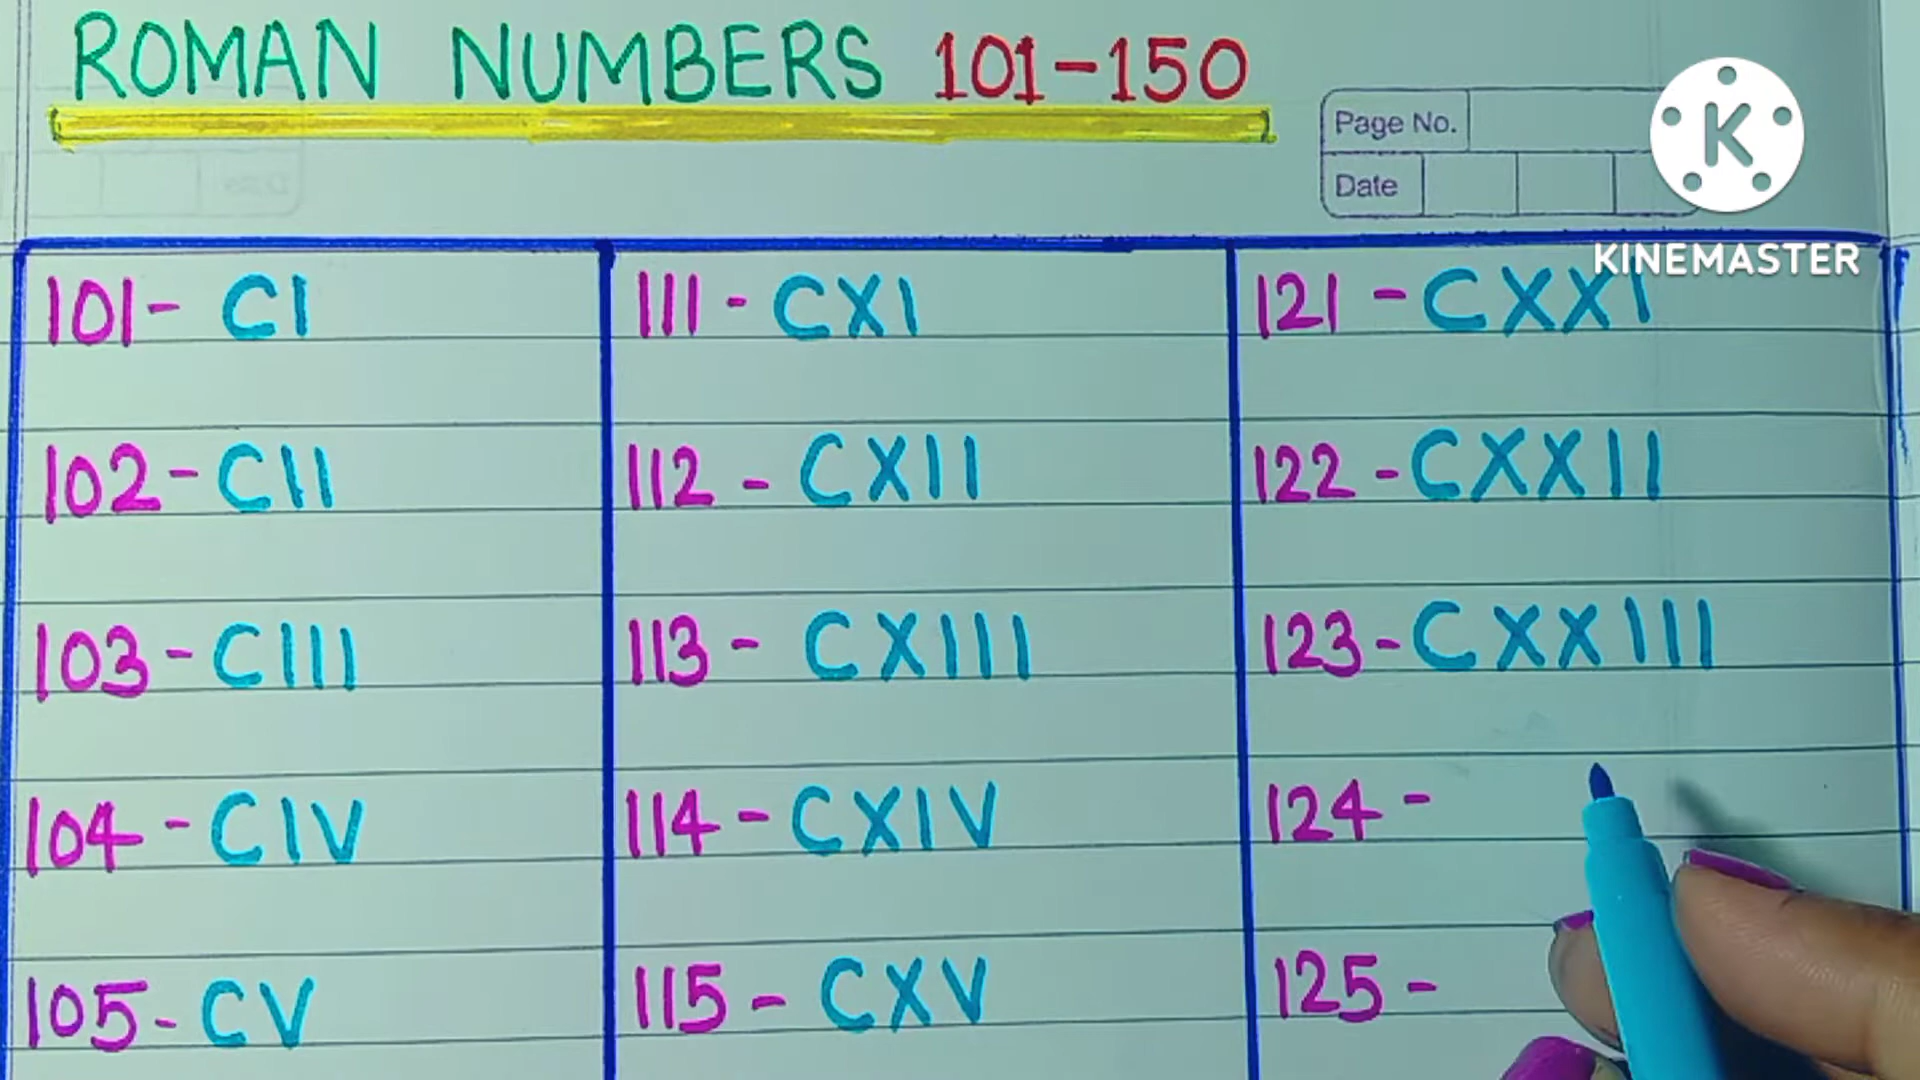 ROMAN NUMBERS 101-150
Page No.
Date
K
KINEMASTER
101- CI
102- CII
103- CIII
104- CIV
105- CV
111- CXI
112- CXII
113- CXIII
114- CXIV
115- CXV
121- CXXI
122- CXXII
123- CXXIII
124-
125-